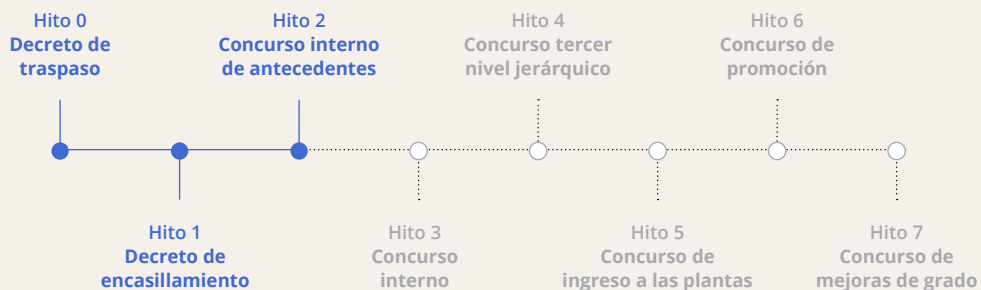 Hito 0
Decreto de
traspaso
Hito 2
Concurso interno
de antecedentes
Hito 4
Concurso tercer
nivel jerárquico
Hito 6
Concurso de
promoción
Hito 1
Decreto de
encasillamiento
Hito 3
Concurso
interno
Hito 5
Concurso de
ingreso a las plantas
Hito 7
Concurso de
mejoras de grado